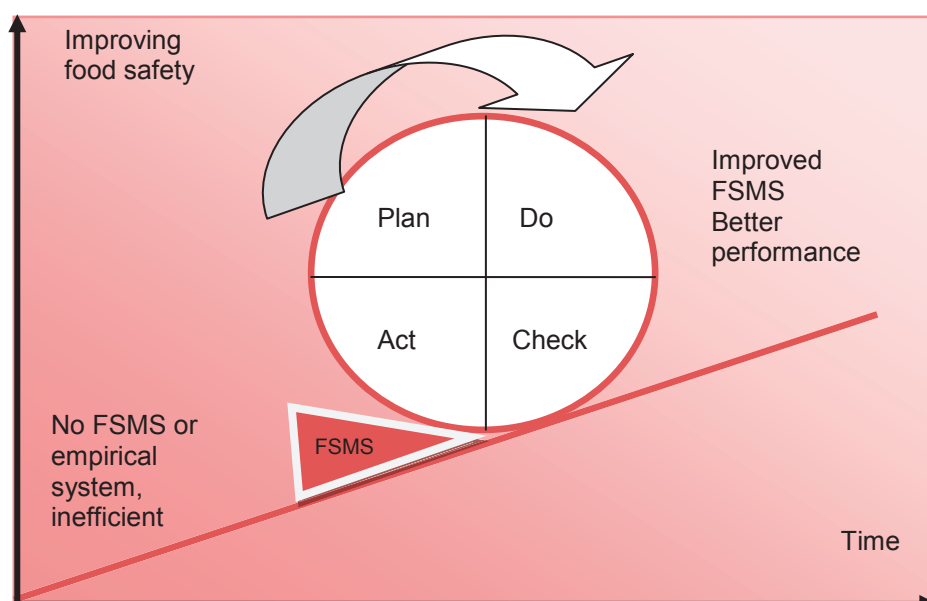 Improving
food safety
Plan
Do
Improved
FSMS
Better
performance
Act
Check
No FSMS or
empirical
system,
inefficient
FSMS
Time